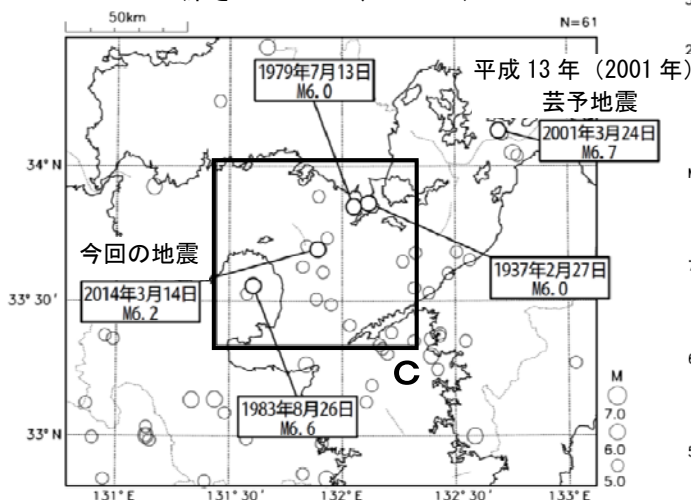 50km
N=61
1979年7月13日
M6.0
平成 13 年（2001 年）
芸予地震
2001年3月24日
M6.7
34° N
今回の地震
2014年3月14日
M6.2
1937年2月27日
M6.0
33° 30′
C
1983年8月26日
M6.6
M
7.0
6.0
5.0
33° N
131° E
131° 30′
132° E
132° 30′
133° E